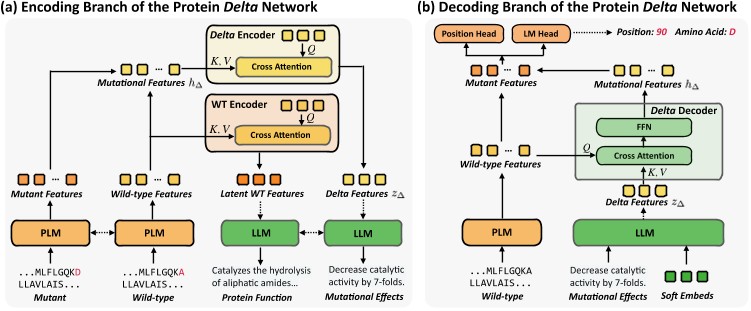 (a) Encoding Branch of the Protein Delta Network
Delta Encoder
Q
K, V
Cross Attention
Mutational Features h_Δ
WT Encoder
Q
K, V
Cross Attention
Mutant Features
Wild-type Features
Latent WT Features
Delta Features z_Δ
PLM
PLM
LLM
LLM
...MLFLGQKD
LLAVLAIS...
Mutant
...MLFLGQKA
LLAVLAIS...
Wild-type
Catalyzes the hydrolysis
of aliphatic amides...
Protein Function
Decrease catalytic
activity by 7-folds.
Mutational Effects
(b) Decoding Branch of the Protein Delta Network
Position Head
LM Head
Position: 90 Amino Acid: D
...
Mutant Features
Mutational Features h_Δ
Delta Decoder
FFN
Cross Attention
Q
K, V
Wild-type Features
Delta Features z_Δ
PLM
LLM
...MLFLGQKA
LLAVLAIS...
Wild-type
Decrease catalytic
activity by 7-folds.
Mutational Effects
Soft Embeds